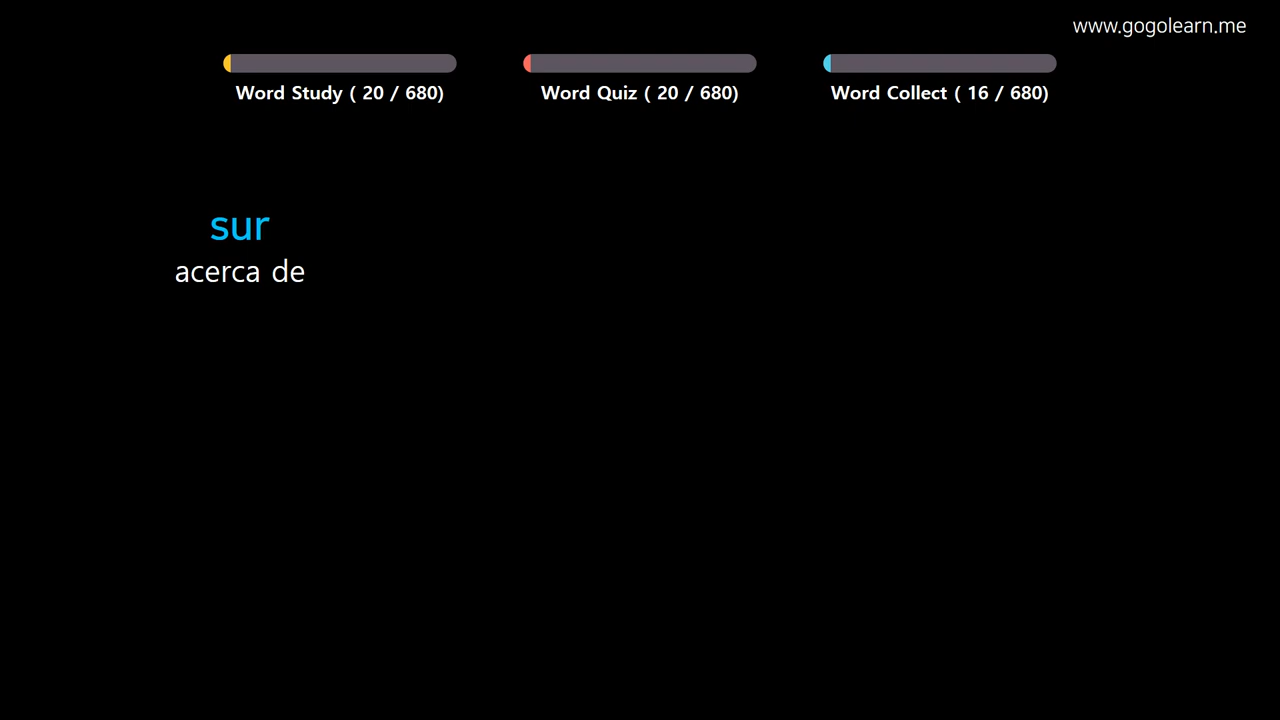 www.gogolearn.me
Word Study ( 20 / 680)
Word Quiz ( 20 / 680)
Word Collect ( 16 / 680)
sur
acerca de